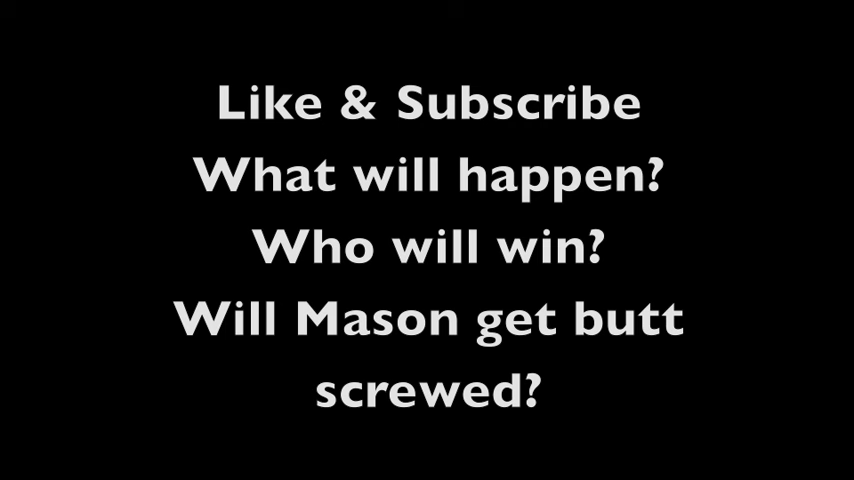 Like & Subscribe
What will happen?
Who will win?
Will Mason get butt
screwed?